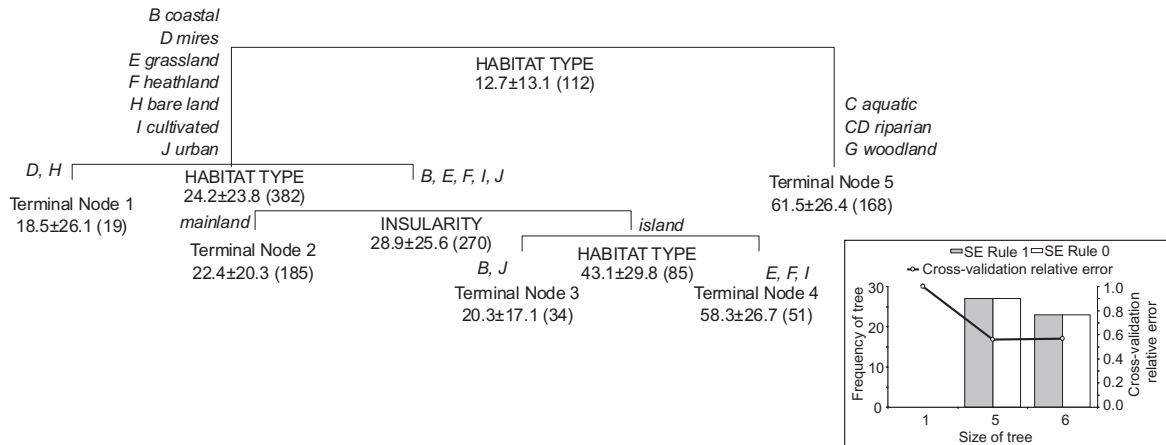 B coastal
D mires
E grassland
F heathland
H bare land
I cultivated
J urban
HABITAT TYPE
12.7±13.1 (112)
C aquatic
CD riparian
G woodland
D, H
Terminal Node 1
18.5±26.1 (19)
HABITAT TYPE
24.2±23.8 (382)
B, E, F, I, J
Terminal Node 5
61.5±26.4 (168)
mainland
Terminal Node 2
22.4±20.3 (185)
INSULARITY
28.9±25.6 (270)
island
B, J
Terminal Node 3
20.3±17.1 (34)
HABITAT TYPE
43.1±29.8 (85)
E, F, I
Terminal Node 4
58.3±26.7 (51)
SE Rule 1 SE Rule 0
Cross-validation relative error
Frequency of tree
30
20
10
0
1.0
0.8
0.6
0.4
0.2
0.0
Cross-validation
relative error
1 5 6
Size of tree